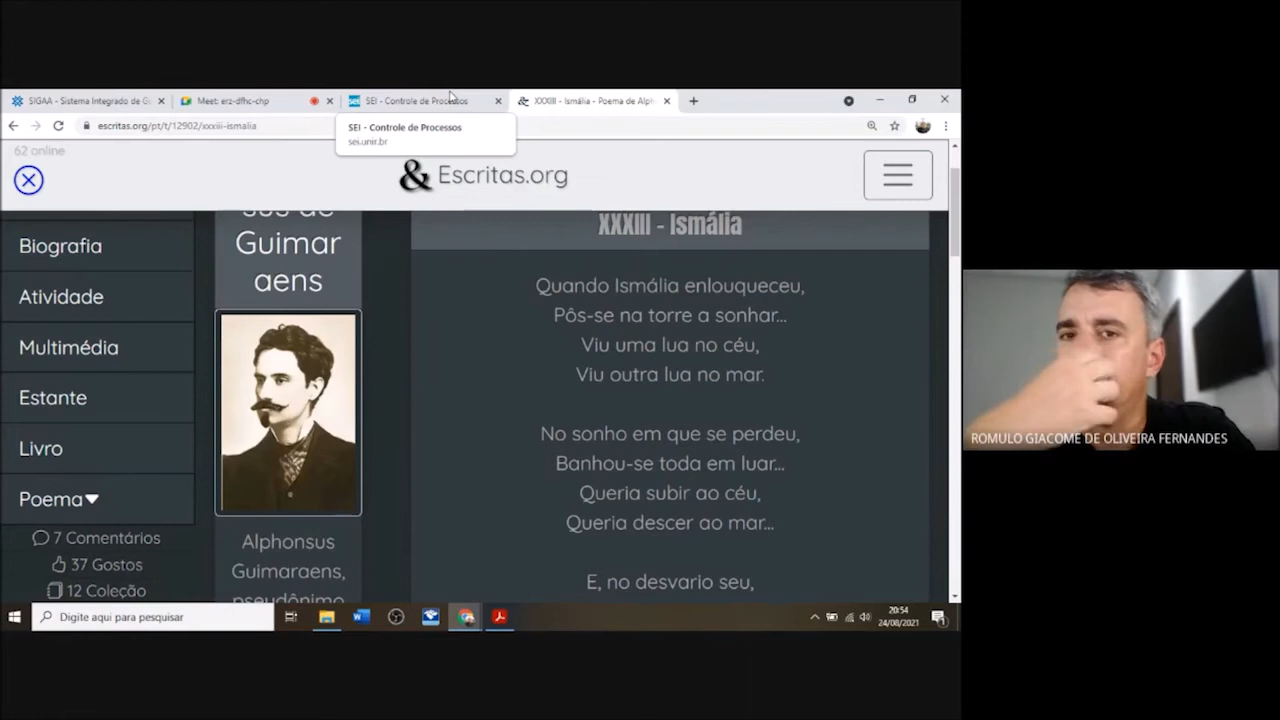 SIGAA - Sistema Integrado de G
Meet: erz-dfhc-chp
SEI - Controle de Processos
XXXIII - Ismália - Poema de Alph
escritas.org/pt/t/12902/xxxiii-ismalia
SEI - Controle de Processos
sei.unir.br
62 online
& Escritas.org
Biografia
Atividade
Multimédia
Estante
Livro
Poema
7 Comentários
37 Gostos
12 Coleção
sus de
Guimar
aens
Alphonsus
Guimaraens,
pseudônimo
XXXIII - Ismália
Quando Ismália enlouqueceu,
Pôs-se na torre a sonhar...
Viu uma lua no céu,
Viu outra lua no mar.
No sonho em que se perdeu,
Banhou-se toda em luar...
Queria subir ao céu,
Queria descer ao mar...
E, no desvario seu,
Digite aqui para pesquisar
20:54
24/08/2021
ROMULO GIACOME DE OLIVEIRA FERNANDES